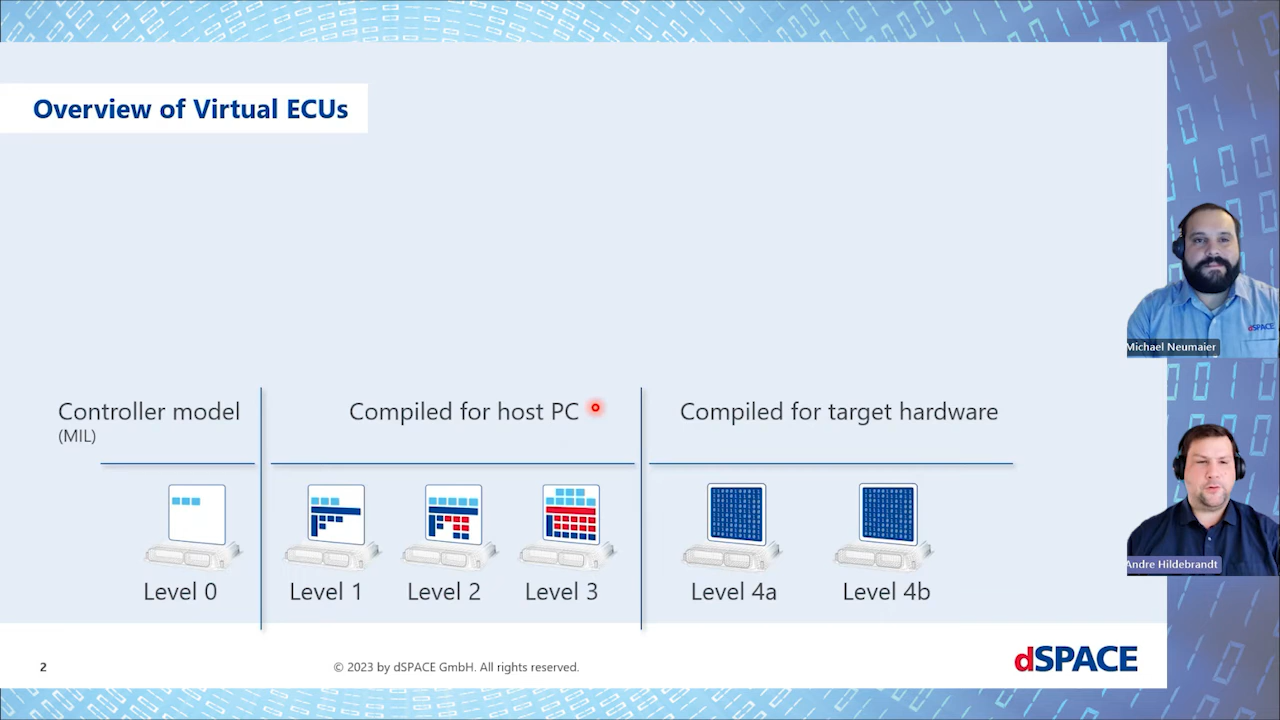 Overview of Virtual ECUs
Controller model
(MIL)
Compiled for host PC
Compiled for target hardware
Level 0
Level 1
Level 2
Level 3
Level 4a
Level 4b
2
© 2023 by dSPACE GmbH. All rights reserved.
dSPACE
dSPACE
Michael Neumaier
Andre Hildebrandt